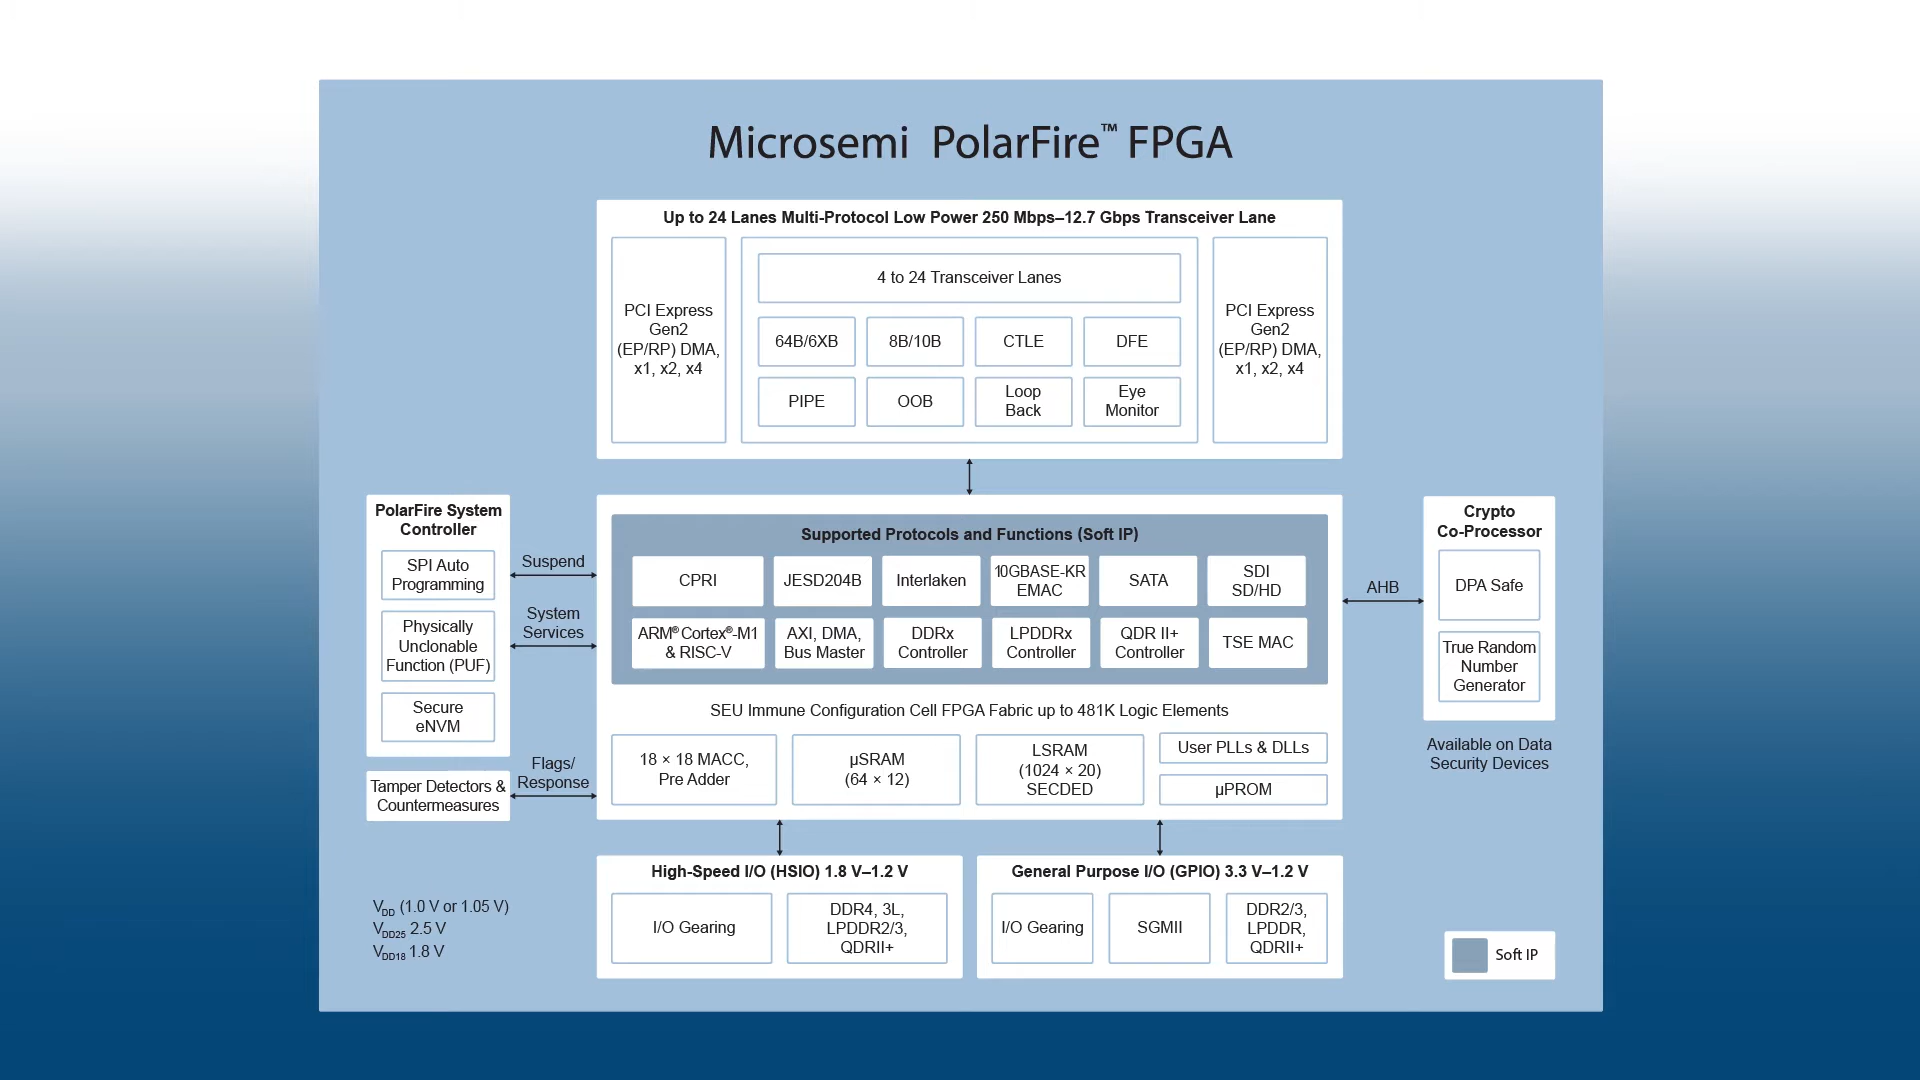 Microsemi PolarFire™ FPGA
Up to 24 Lanes Multi-Protocol Low Power 250 Mbps–12.7 Gbps Transceiver Lane
PCI Express
Gen2
(EP/RP) DMA,
x1, x2, x4
4 to 24 Transceiver Lanes
64B/6XB
8B/10B
CTLE
DFE
PIPE
OOB
Loop
Back
Eye
Monitor
PCI Express
Gen2
(EP/RP) DMA,
x1, x2, x4
PolarFire System
Controller
SPI Auto
Programming
Physically
Unclonable
Function (PUF)
Secure
eNVM
Tamper Detectors &
Countermeasures
Suspend
System
Services
Flags/
Response
Supported Protocols and Functions (Soft IP)
CPRI
JESD204B
Interlaken
10GBASE-KR
EMAC
SATA
SDI
SD/HD
ARM® Cortex®-M1
& RISC-V
AXI, DMA,
Bus Master
DDRx
Controller
LPDDRx
Controller
QDR II+
Controller
TSE MAC
SEU Immune Configuration Cell FPGA Fabric up to 481K Logic Elements
18 × 18 MACC,
Pre Adder
µSRAM
(64 × 12)
LSRAM
(1024 × 20)
SECDED
User PLLs & DLLs
µPROM
AHB
Crypto
Co-Processor
DPA Safe
True Random
Number
Generator
Available on Data
Security Devices
High-Speed I/O (HSIO) 1.8 V–1.2 V
I/O Gearing
DDR4, 3L,
LPDDR2/3,
QDRII+
General Purpose I/O (GPIO) 3.3 V–1.2 V
I/O Gearing
SGMII
DDR2/3,
LPDDR,
QDRII+
VDD (1.0 V or 1.05 V)
VDD25 2.5 V
VDD18 1.8 V
Soft IP